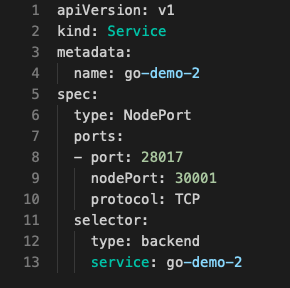 1 apiVersion: v1
2 kind: Service
3 metadata:
4   name: go-demo-2
5 spec:
6   type: NodePort
7   ports:
8   - port: 28017
9     nodePort: 30001
10     protocol: TCP
11   selector:
12     type: backend
13     service: go-demo-2